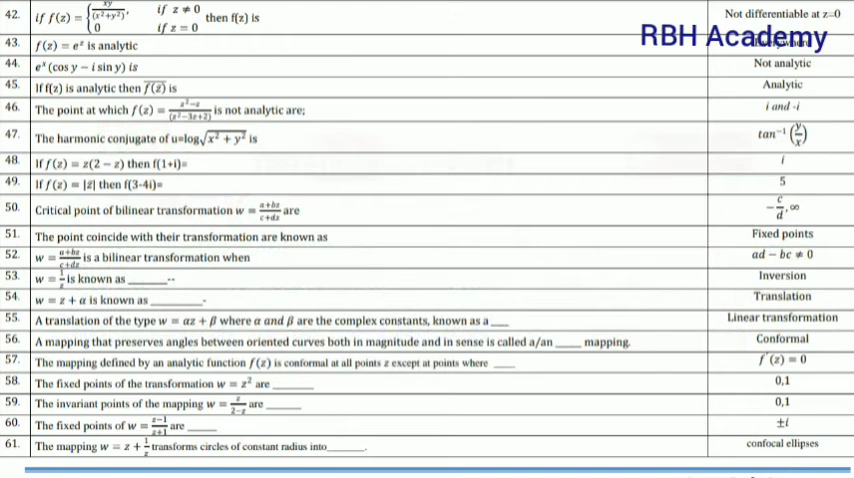 42. if f(z) = { xy/(x²+y²), if z ≠ 0 then f(z) is Not differentiable at z=0
0 if z = 0
RBH Academy
43. f(z) = eᶻ is analytic
44. eˣ(cos y − i sin y) is Not analytic
45. If f(z) is analytic then f̅(̅z̅)̅ is Analytic
46. The point at which f(z) = (z²−z)/(z²−3z+2) is not analytic are; i and -i
47. The harmonic conjugate of u=log√(x² + y²) is tan⁻¹(y/x)
48. If f(z) = z(2 − z) then f(1+i)= i
49. If f(z) = |z̅| then f(3-4i)= 5
50. Critical point of bilinear transformation w = (a+bz)/(c+dz) are −c/d, ∞
51. The point coincide with their transformation are known as Fixed points
52. w = (a+bz)/(c+dz) is a bilinear transformation when ad − bc ≠ 0
53. w = 1/z is known as ______-- Inversion
54. w = z + α is known as ________- Translation
55. A translation of the type w = αz + β where α and β are the complex constants, known as a ___ Linear transformation
56. A mapping that preserves angles between oriented curves both in magnitude and in sense is called a/an ____ mapping. Conformal
57. The mapping defined by an analytic function f(z) is conformal at all points z except at points where ____ f'(z) = 0
58. The fixed points of the transformation w = z² are ______ 0,1
59. The invariant points of the mapping w = z/(2−z) are ______ 0,1
60. The fixed points of w = (z−1)/(z+1) are _____ ±i
61. The mapping w = z + 1/z transforms circles of constant radius into_______. confocal ellipses